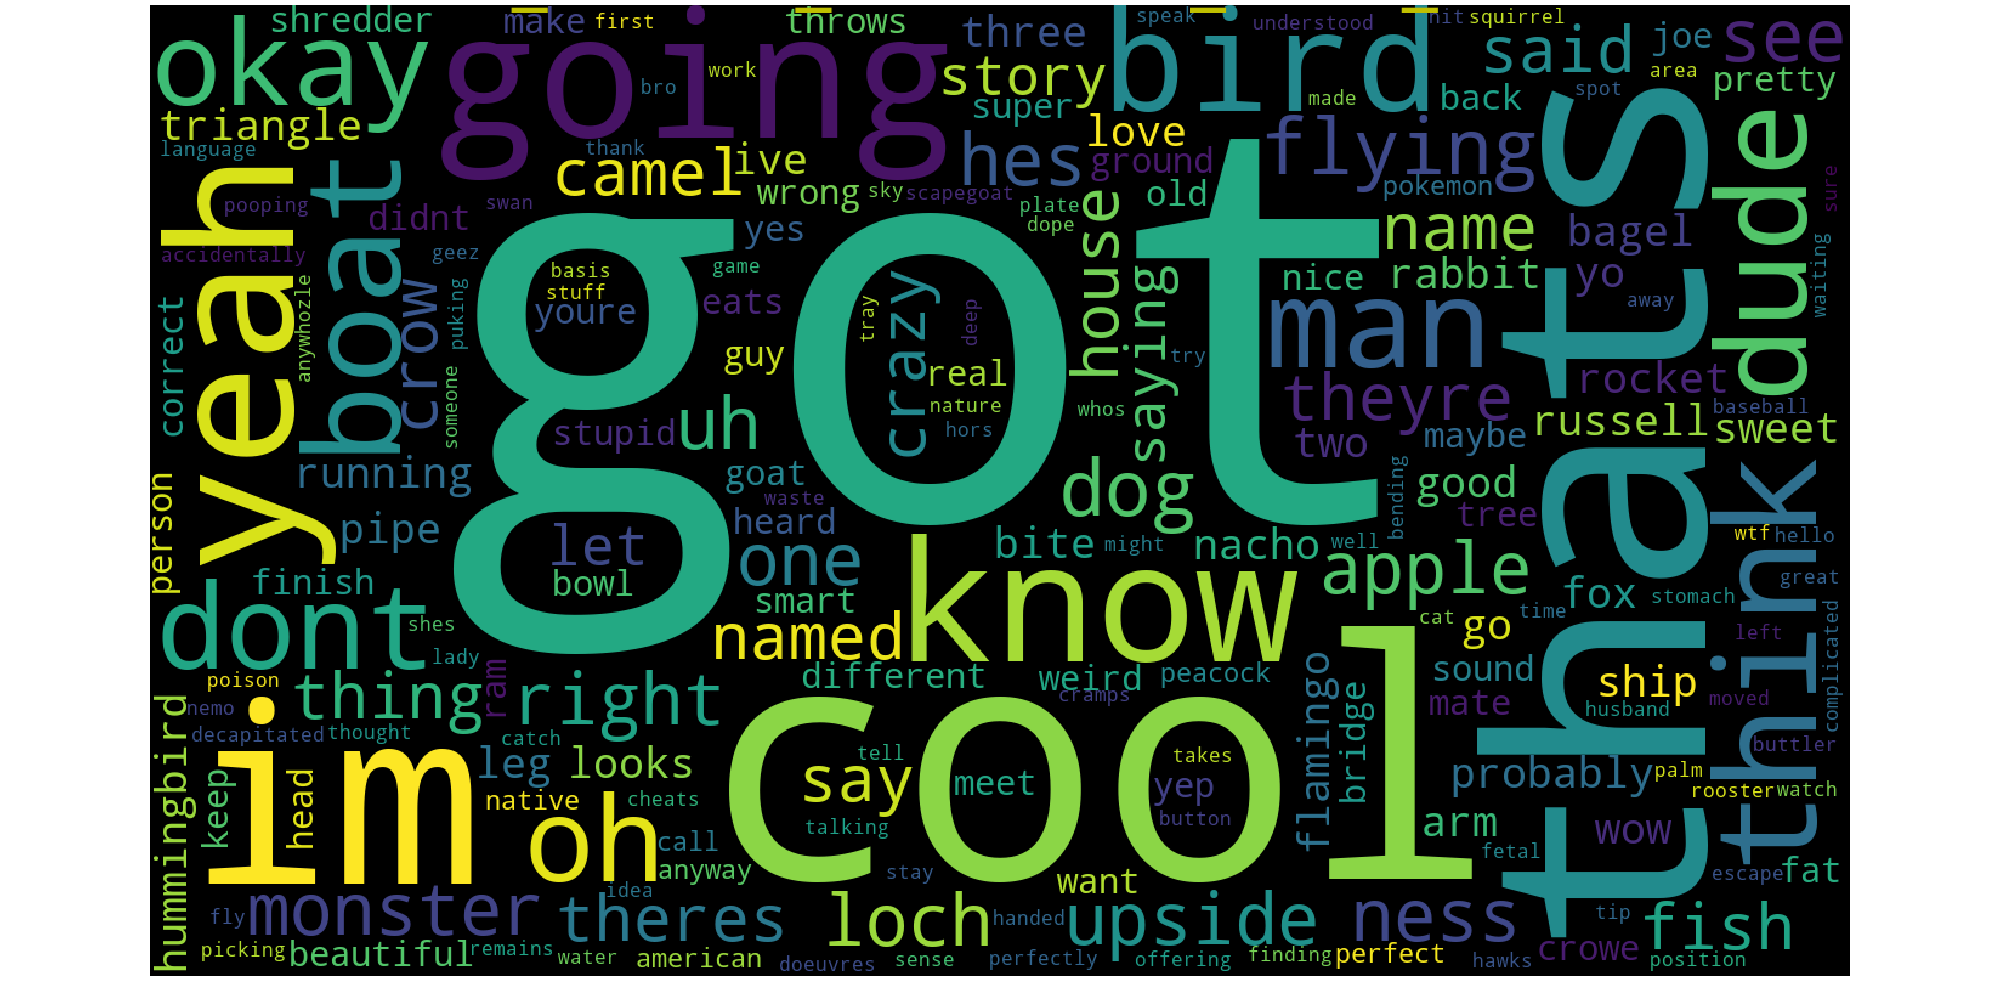 shredder
make
first
throws
three
speak
understood
hit
squirrel
joe
see
okay
going
bird
said
work
bro
story
super
made
back
area
spot
pretty
triangle
language
thank
camel
ive
hes
love
ground
flying
thats
dude
yeah
boat
pooping
didnt
swan
wrong
sky
scapegoat
plate
dope
old
pokemon
sure
accidentally
geez
yes
house
name
bagel
anywhozle
crow
puking
basis
stuff
youre
game
eats
crazy
tray
deep
saying
nice
rabbit
yo
away
waiting
correct
got
guy
real
nature
hors
try
whos
man
theyre
rocket
baseball
someone
stupid
uh
two
maybe
russell
sweet
running
goat
waste
heard
dog
bending
good
tree
think
person
pipe
let
bowl
one
bite
might
nacho
well
wtf
hello
finish
smart
know
apple
fox
stomach
great
dont
shes
named
cat
go
time
left
complicated
lady
poison
thing
ram
right
different
weird
peacock
cramps
flamingo
bridge
sound
mate
ship
husband
moved
nemo
decapitated
thought
catch
cool
buttler
hummingbird
im
leg
looks
tell
say
takes
meet
yep
probably
palm
rooster
watch
keep
head
native
oh
cheats
talking
button
arm
wow
call
anyway
stay
want
fetal
escape
fat
fly
monster
idea
theres
loch
handed
upside
ness
tip
fish
picking
beautiful
remains
water
american
doeuvres
sense
perfectly
offering
finding
perfect
hawks
crowe
position